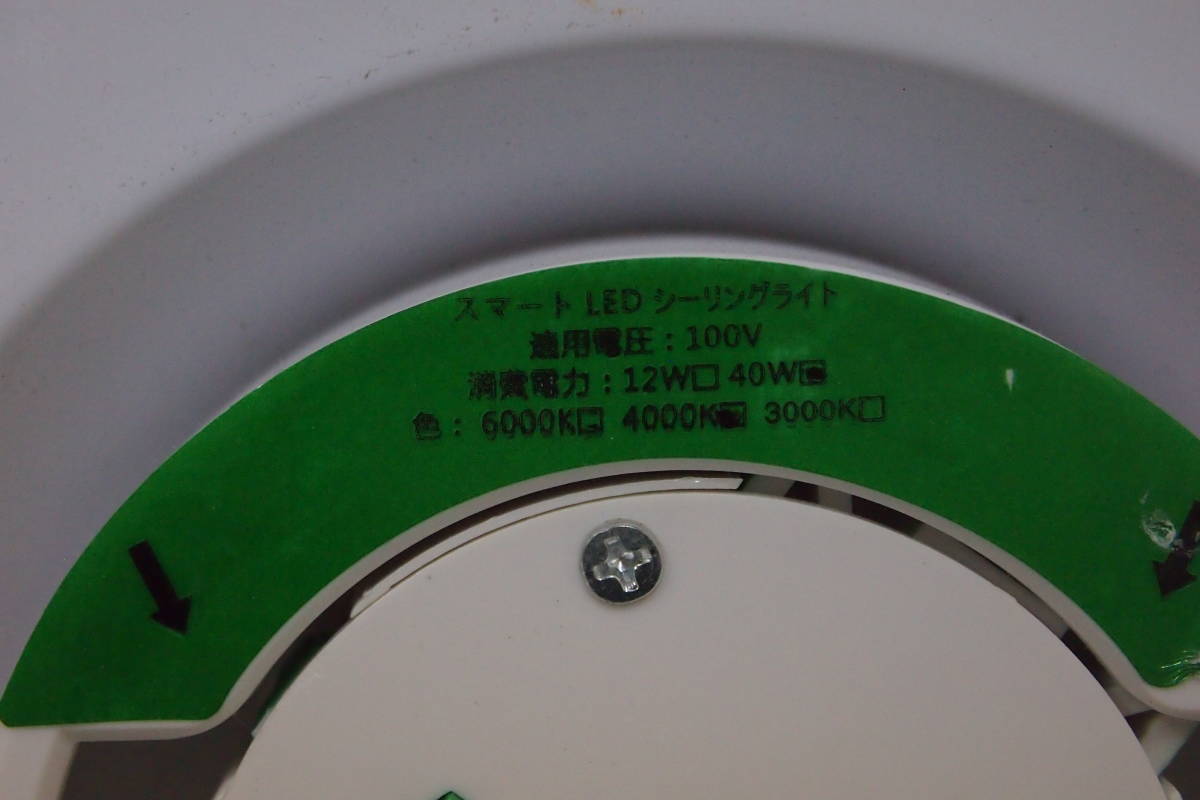 スマート LED シーリングライト
適用電圧：100V
消費電力：12W□ 40W☑
色：6000K□ 4000K☑ 3000K□